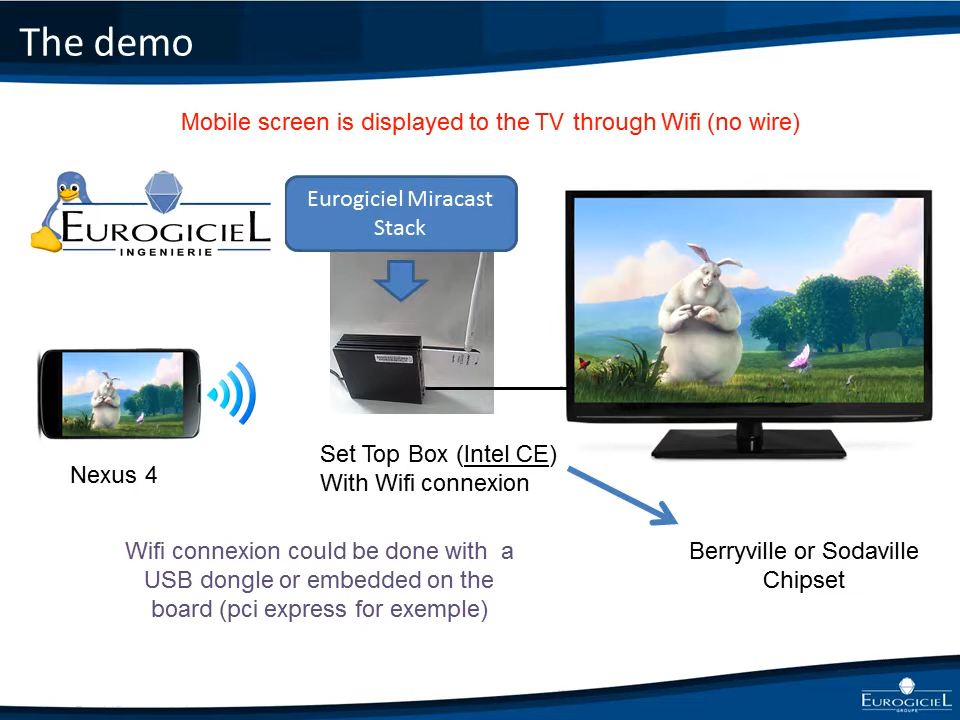 The demo
Mobile screen is displayed to the TV through Wifi (no wire)
EUROGICIEL
INGENIERIE
Eurogiciel Miracast
Stack
Nexus 4
Set Top Box (Intel CE)
With Wifi connexion
Wifi connexion could be done with a
USB dongle or embedded on the
board (pci express for exemple)
Berryville or Sodaville
Chipset
EUROGICIEL
GROUPE